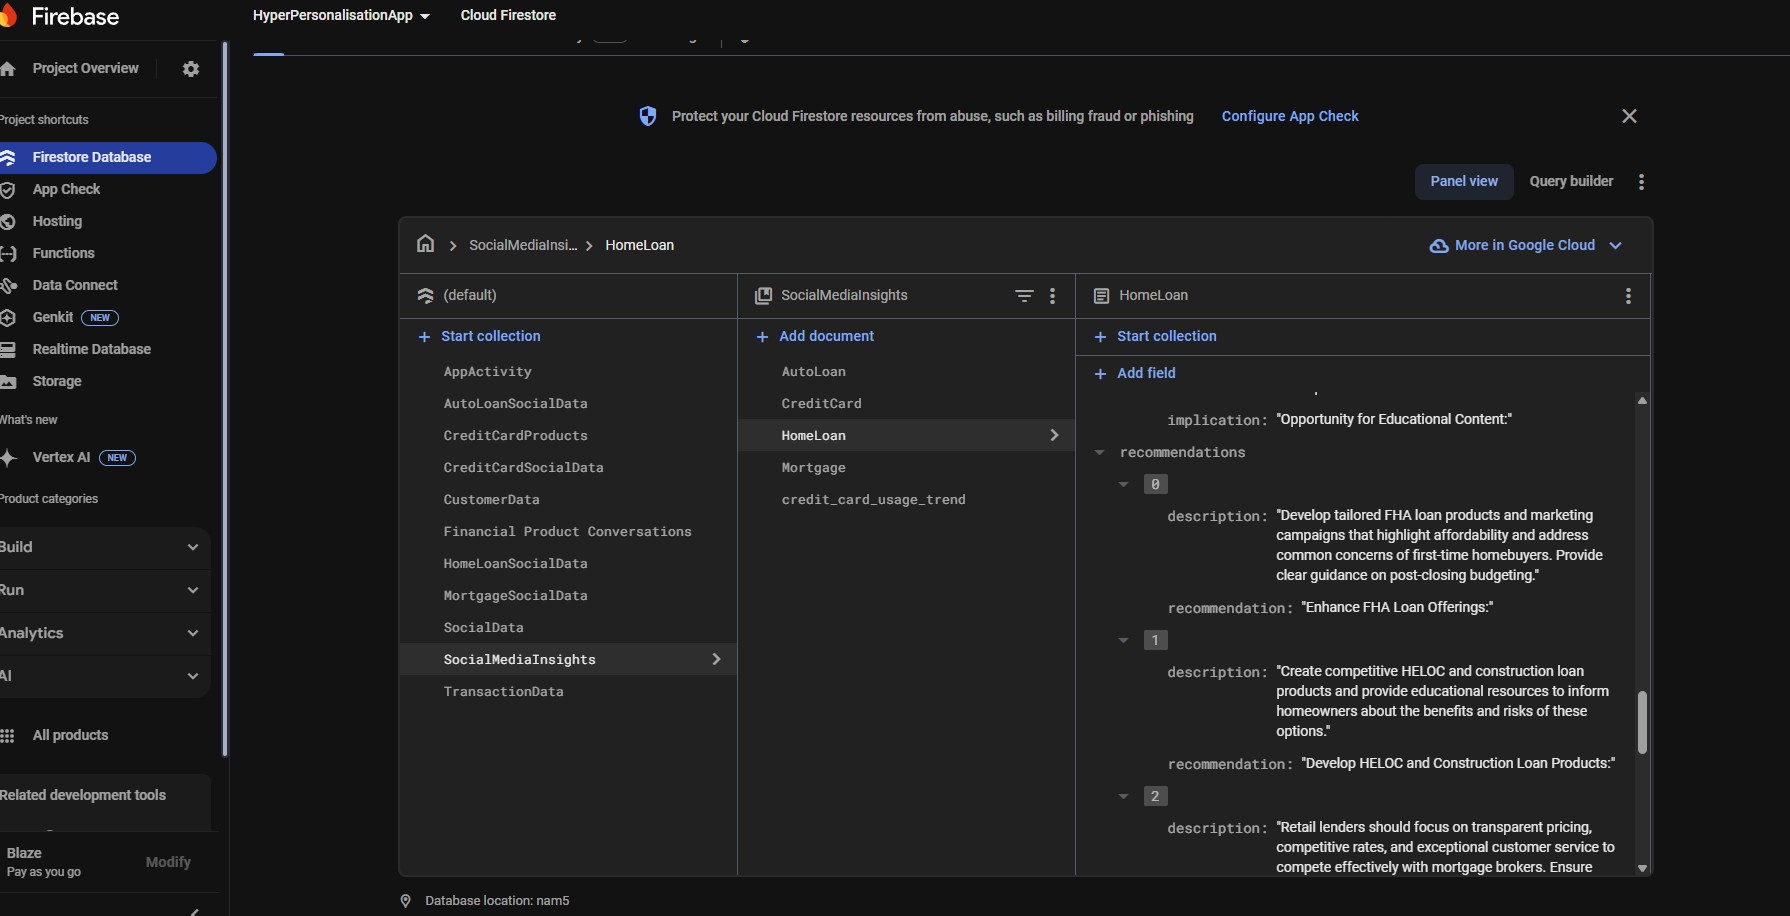 Firebase
HyperPersonalisationApp
Cloud Firestore
Project Overview
Project shortcuts
Firestore Database
App Check
Hosting
Functions
Data Connect
Genkit NEW
Realtime Database
Storage
What's new
Vertex AI NEW
Product categories
Build
Run
Analytics
AI
All products
Related development tools
Blaze
Pay as you go
Modify
Protect your Cloud Firestore resources from abuse, such as billing fraud or phishing
Configure App Check
Panel view
Query builder
SocialMediaInsi...
HomeLoan
More in Google Cloud
(default)
+ Start collection
AppActivity
AutoLoanSocialData
CreditCardProducts
CreditCardSocialData
CustomerData
Financial Product Conversations
HomeLoanSocialData
MortgageSocialData
SocialData
SocialMediaInsights
TransactionData
SocialMediaInsights
+ Add document
AutoLoan
CreditCard
HomeLoan
Mortgage
credit_card_usage_trend
HomeLoan
+ Start collection
+ Add field
implication: "Opportunity for Educational Content:"
recommendations
0
description: "Develop tailored FHA loan products and marketing
campaigns that highlight affordability and address
common concerns of first-time homebuyers. Provide
clear guidance on post-closing budgeting."
recommendation: "Enhance FHA Loan Offerings:"
1
description: "Create competitive HELOC and construction loan
products and provide educational resources to inform
homeowners about the benefits and risks of these
options."
recommendation: "Develop HELOC and Construction Loan Products:"
2
description: "Retail lenders should focus on transparent pricing,
competitive rates, and exceptional customer service to
compete effectively with mortgage brokers. Ensure
Database location: nam5